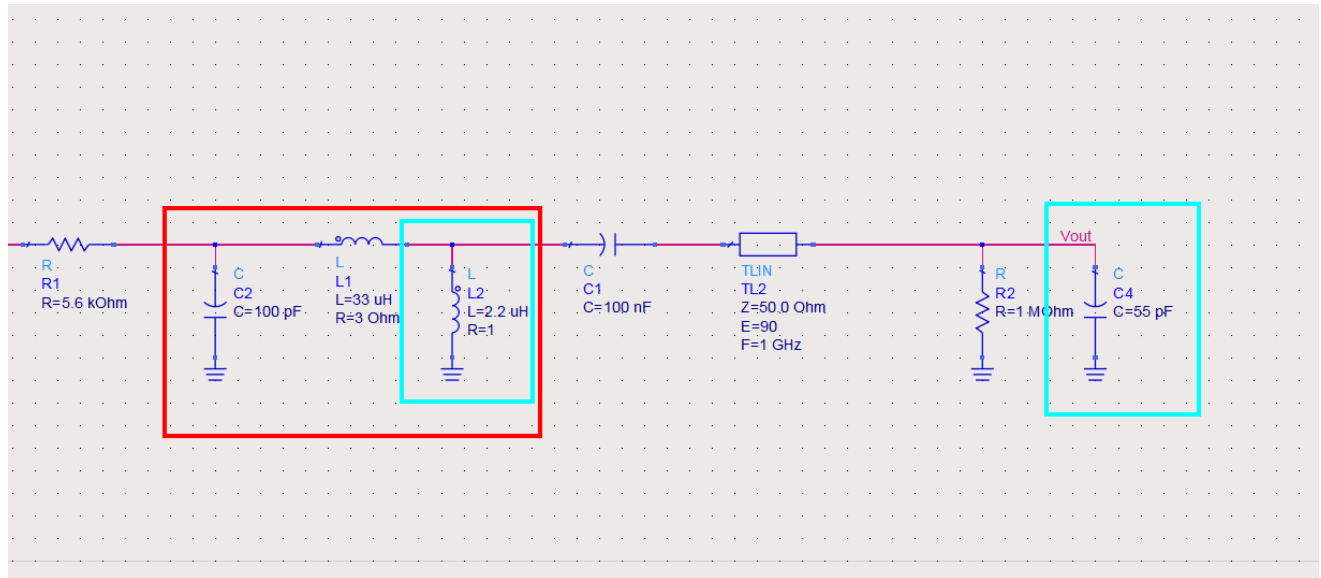 R
R1
R=5.6 kOhm
C
C2
C=100 pF
L
L1
L=33 uH
R=3 Ohm
L
L2
L=2.2 uH
R=1
C
C1
C=100 nF
TLIN
TL2
Z=50.0 Ohm
E=90
F=1 GHz
R
R2
R=1 MOhm
Vout
C
C4
C=55 pF